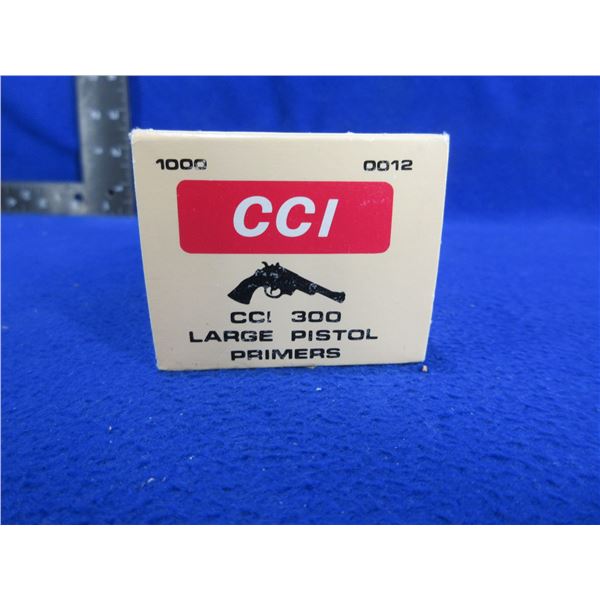 1000 0012
CCI
CCI 300
LARGE PISTOL
PRIMERS